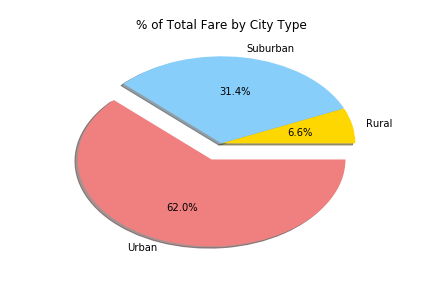 % of Total Fare by City Type
Suburban
31.4%
Rural
6.6%
62.0%
Urban